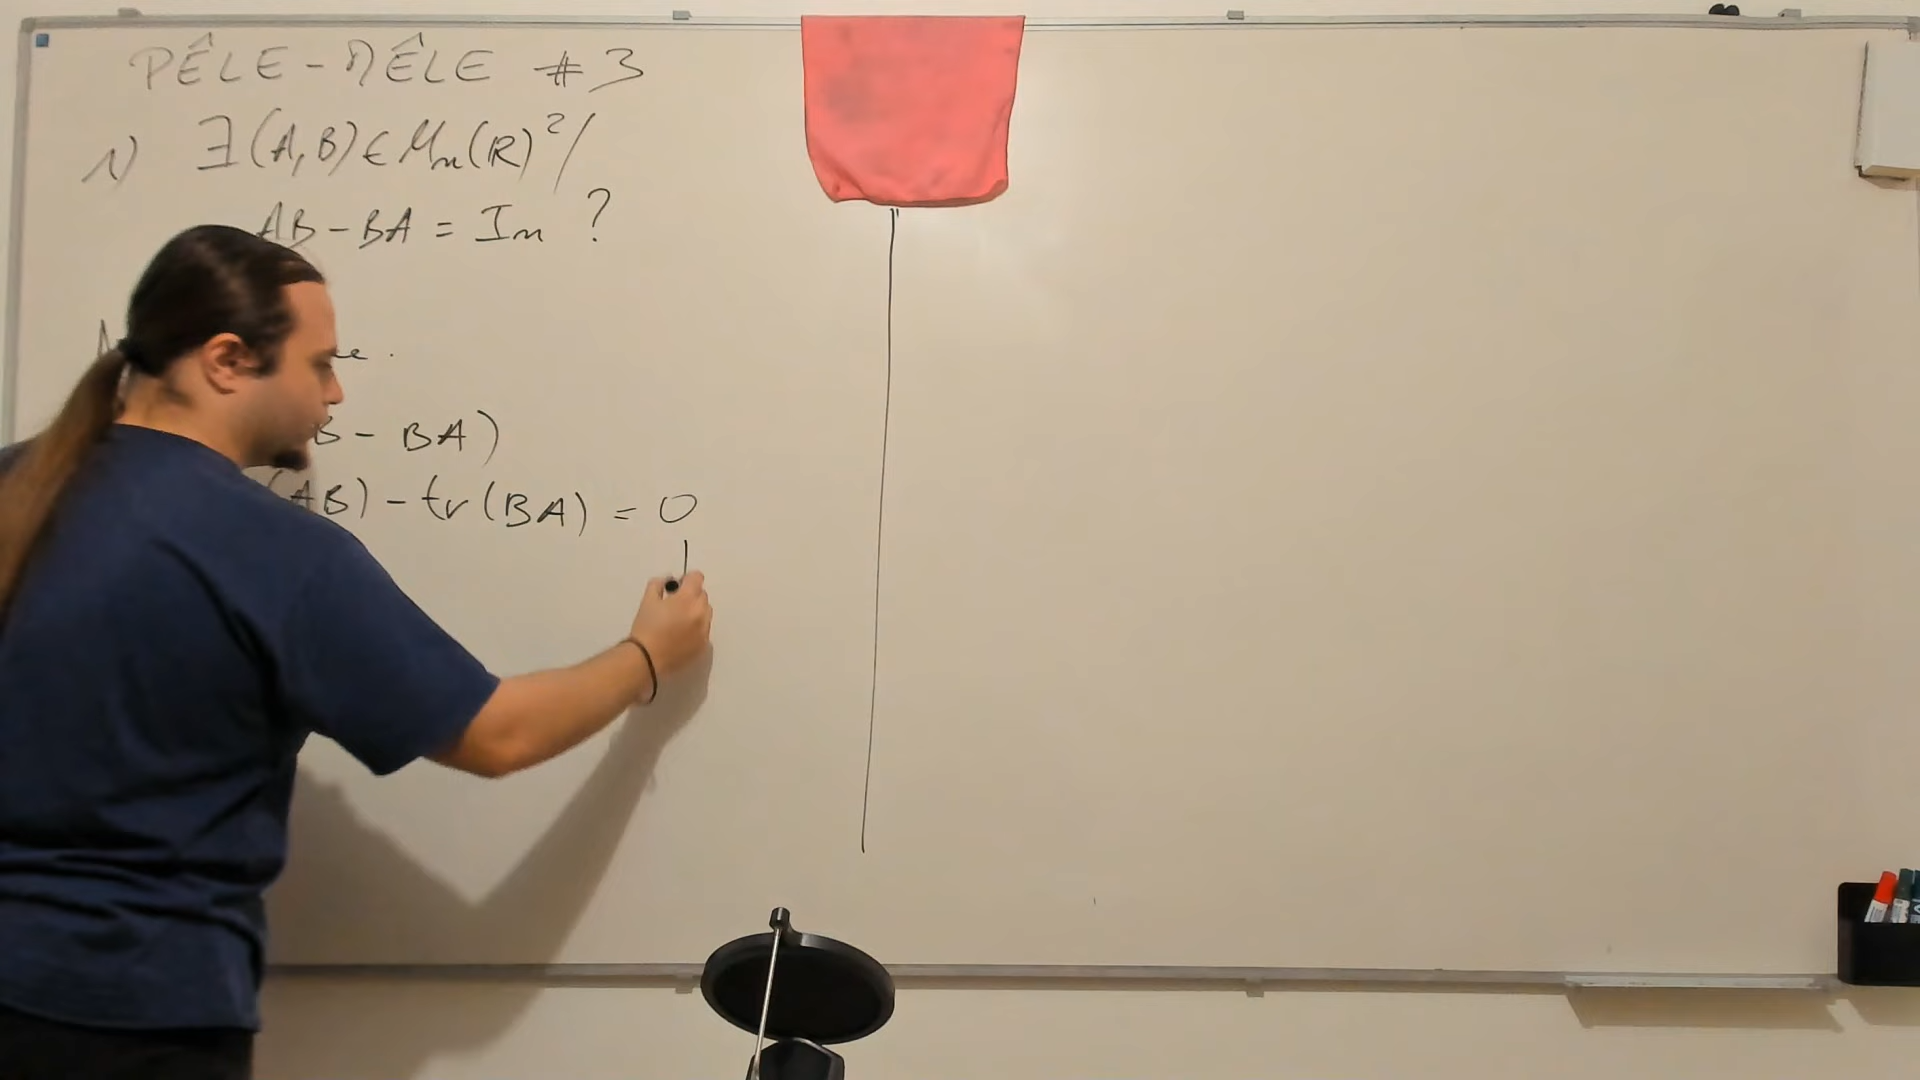 PÊLE-MÊLE #3
1) ∃(A,B)∈Mn(R)²/
AB-BA = In ?
B - BA)
(AB) - tr(BA) = 0